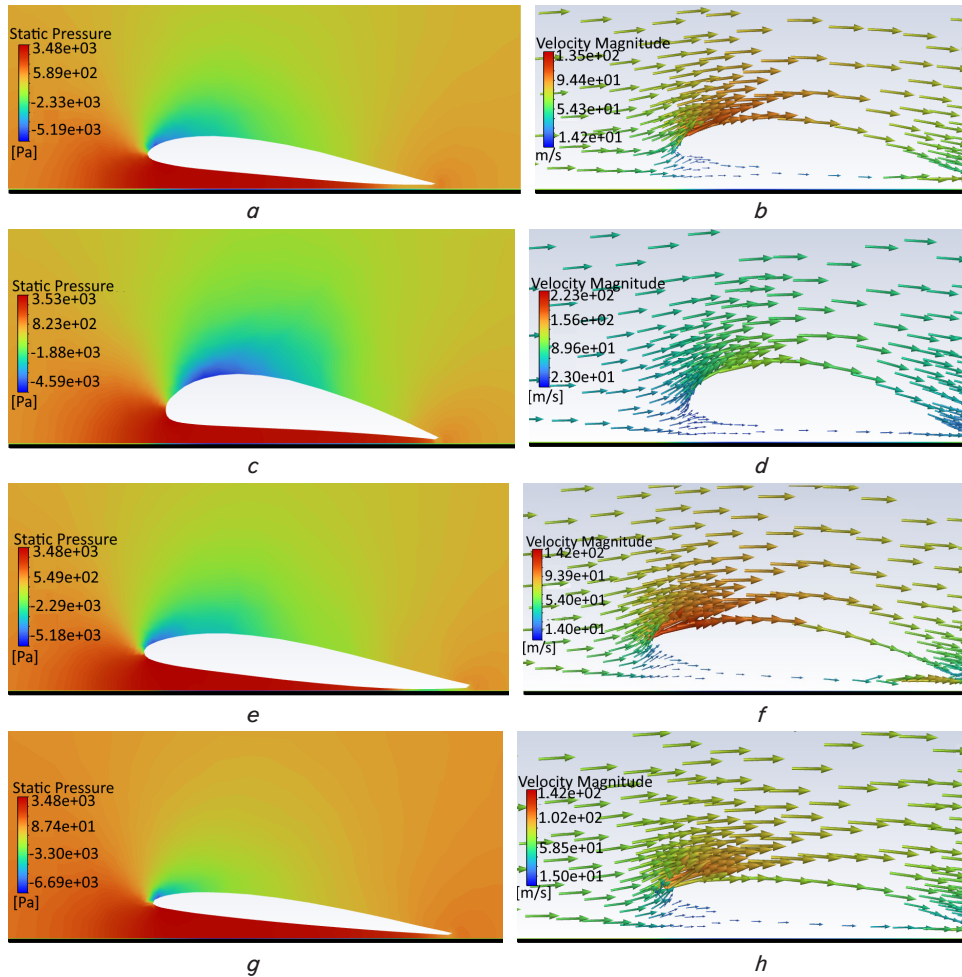 Static Pressure
3.48e+03
5.89e+02
-2.33e+03
-5.19e+03
[Pa]
a
Velocity Magnitude
1.35e+02
9.44e+01
5.43e+01
1.42e+01
m/s
b
Static Pressure
3.53e+03
8.23e+02
-1.88e+03
-4.59e+03
[Pa]
c
Velocity Magnitude
2.23e+02
1.56e+02
8.96e+01
2.30e+01
[m/s]
d
Static Pressure
3.48e+03
5.49e+02
-2.29e+03
-5.18e+03
[Pa]
e
Velocity Magnitude
1.42e+02
9.39e+01
5.40e+01
1.40e+01
[m/s]
f
Static Pressure
3.48e+03
8.74e+01
-3.30e+03
-6.69e+03
[Pa]
g
Velocity Magnitude
1.42e+02
1.02e+02
5.85e+01
1.50e+01
[m/s]
h